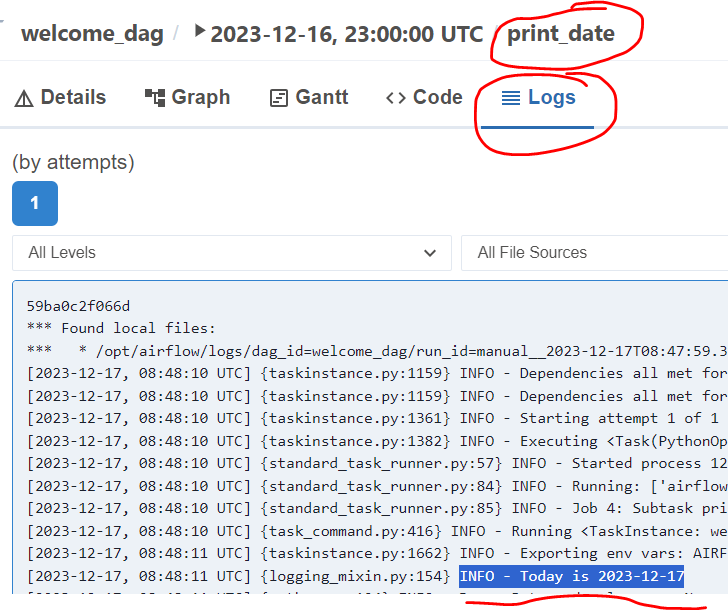 welcome_dag / 2023-12-16, 23:00:00 UTC / print_date
Details Graph Gantt <> Code Logs
(by attempts)
1
All Levels All File Sources
59ba0c2f066d
*** Found local files:
***   * /opt/airflow/logs/dag_id=welcome_dag/run_id=manual__2023-12-17T08:47:59.3
[2023-12-17, 08:48:10 UTC] {taskinstance.py:1159} INFO - Dependencies all met for
[2023-12-17, 08:48:10 UTC] {taskinstance.py:1159} INFO - Dependencies all met for
[2023-12-17, 08:48:10 UTC] {taskinstance.py:1361} INFO - Starting attempt 1 of 1
[2023-12-17, 08:48:10 UTC] {taskinstance.py:1382} INFO - Executing <Task(PythonOp
[2023-12-17, 08:48:10 UTC] {standard_task_runner.py:57} INFO - Started process 12
[2023-12-17, 08:48:10 UTC] {standard_task_runner.py:84} INFO - Running: ['airflow
[2023-12-17, 08:48:10 UTC] {standard_task_runner.py:85} INFO - Job 4: Subtask pri
[2023-12-17, 08:48:10 UTC] {task_command.py:416} INFO - Running <TaskInstance: we
[2023-12-17, 08:48:11 UTC] {taskinstance.py:1662} INFO - Exporting env vars: AIRF
[2023-12-17, 08:48:11 UTC] {logging_mixin.py:154} INFO - Today is 2023-12-17